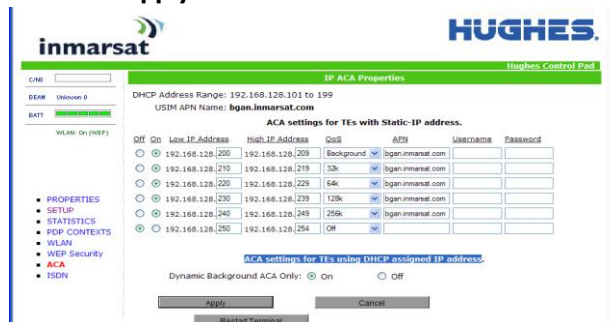 Apply
inmarsat
HUGHES.
Hughes Control Pad
C/N0
IP ACA Properties
BEAM Unknown 0
BATT
WLAN: On (WEP)
DHCP Address Range: 192.168.128.101 to 199
USIM APN Name: bgan.inmarsat.com
ACA settings for TEs with Static-IP address.
Off On Low IP Address High IP Address QoS APN Username Password
192.168.128. 200 192.168.128. 209 Background bgan.inmarsat.com
192.168.128. 210 192.168.128. 219 32k bgan.inmarsat.com
192.168.128. 220 192.168.128. 229 64k bgan.inmarsat.com
192.168.128. 230 192.168.128. 239 128k bgan.inmarsat.com
192.168.128. 240 192.168.128. 249 256k bgan.inmarsat.com
192.168.128. 250 192.168.128. 254 Off
PROPERTIES
SETUP
STATISTICS
PDP CONTEXTS
WLAN
WEP Security
ACA
ISDN
ACA settings for TEs using DHCP assigned IP address.
Dynamic Background ACA Only: On Off
Apply Cancel
Restart Terminal